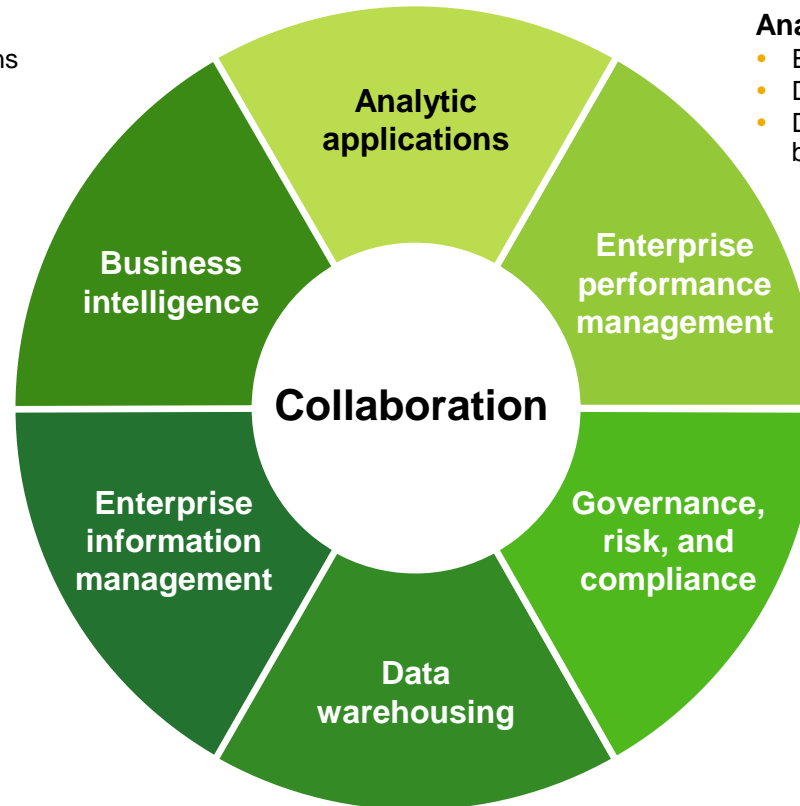 Analytic
applications
Enterprise
performance
management
Governance,
risk, and
compliance
Data
warehousing
Enterprise
information
management
Business
intelligence
Collaboration